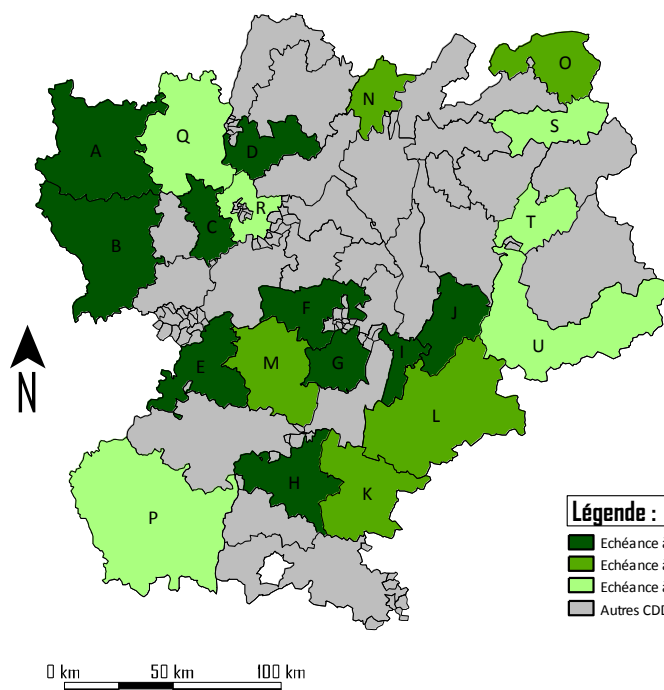 O
N
S
A
Q
D
T
R
C
B
F
J
I
U
E
M
G
N
L
H
K
P
Légende :
Echéance à
Echéance à
Echéance à
Autres CDD
0 km 50 km 100 km